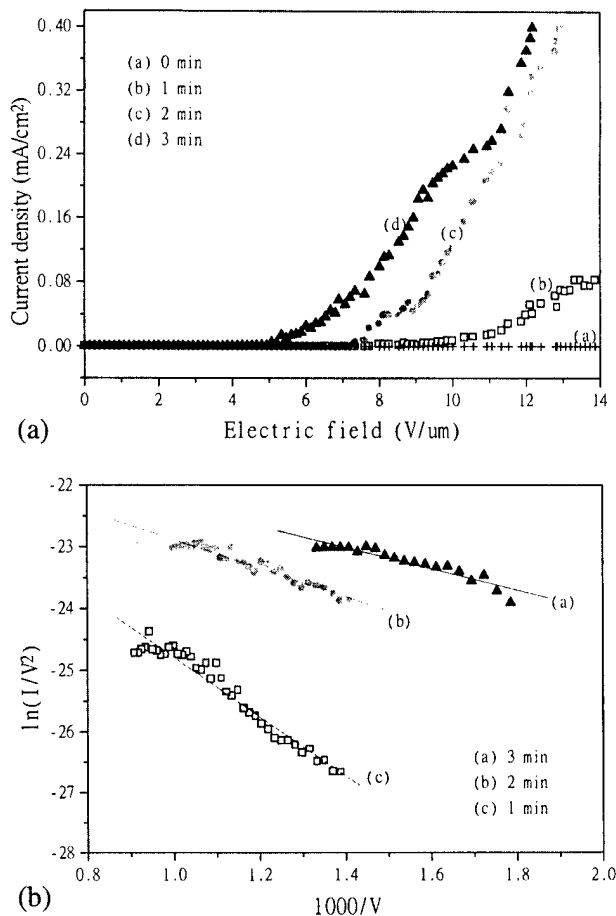 0.40
0.32
0.24
0.16
0.08
0.00
Current density (mA/cm2)
(a) 0 min
(b) 1 min
(c) 2 min
(d) 3 min
(d)
(c)
(b)
(a)
0 2 4 6 8 10 12 14
Electric field (V/um)
(a)
-22
-23
-24
-25
-26
-27
-28
ln(I/V2)
(a)
(b)
(c)
(a) 3 min
(b) 2 min
(c) 1 min
0.8 1.0 1.2 1.4 1.6 1.8 2.0
1000/V
(b)